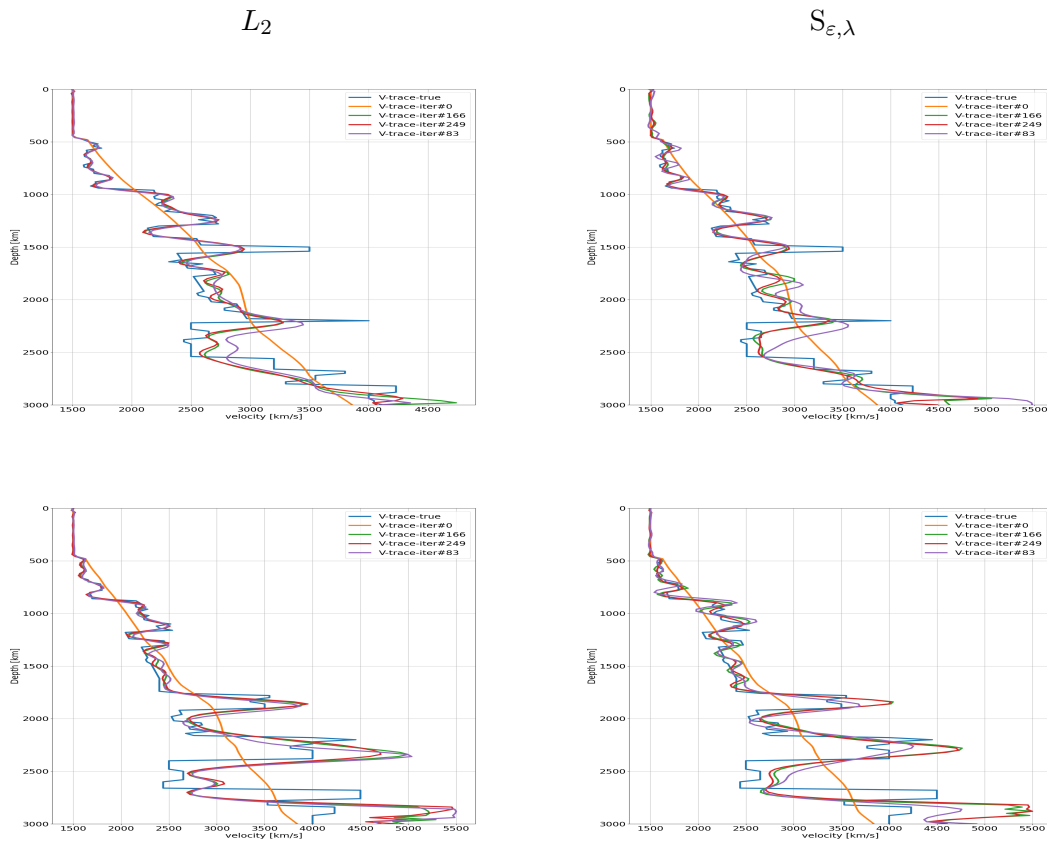 L₂
S_{ε,λ}
0
500
1000
1500
2000
2500
3000
Depth [km]
1500
2000
2500
3000
3500
4000
4500
velocity [km/s]
V-trace-true
V-trace-iter#0
V-trace-iter#166
V-trace-iter#249
V-trace-iter#83
0
500
1000
1500
2000
2500
3000
Depth [km]
1500
2000
2500
3000
3500
4000
4500
5000
5500
velocity [km/s]
V-trace-true
V-trace-iter#0
V-trace-iter#166
V-trace-iter#249
V-trace-iter#83
0
500
1000
1500
2000
2500
3000
Depth [km]
1500
2000
2500
3000
3500
4000
4500
5000
5500
velocity [km/s]
V-trace-true
V-trace-iter#0
V-trace-iter#166
V-trace-iter#249
V-trace-iter#83
0
500
1000
1500
2000
2500
3000
Depth [km]
1500
2000
2500
3000
3500
4000
4500
5000
5500
velocity [km/s]
V-trace-true
V-trace-iter#0
V-trace-iter#166
V-trace-iter#249
V-trace-iter#83